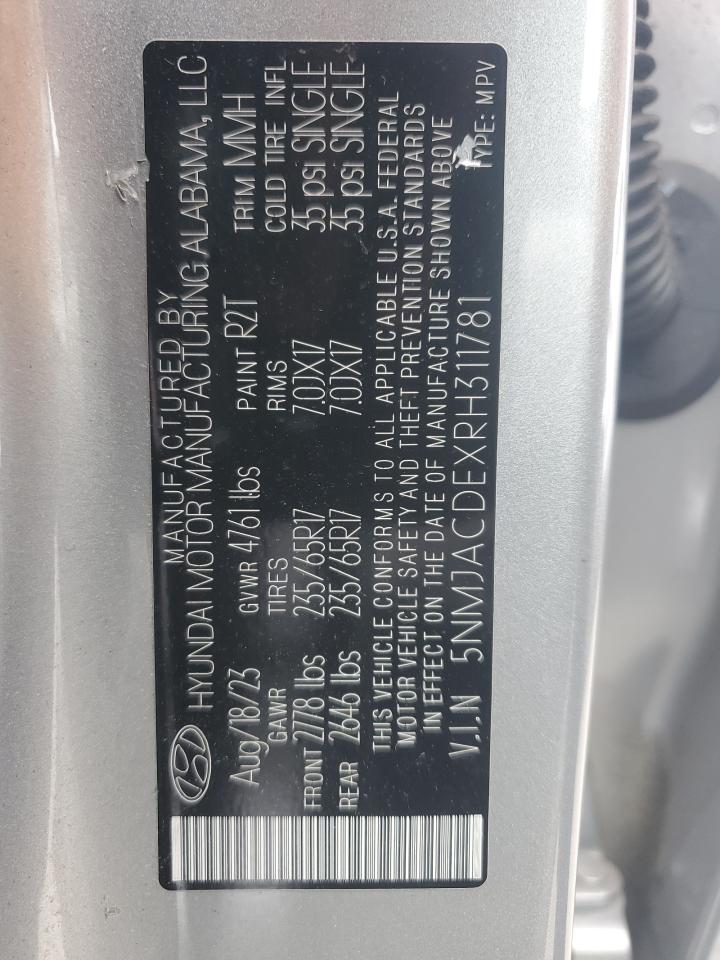 MANUFACTURED BY
HYUNDAI MOTOR MANUFACTURING ALABAMA, LLC
Aug/18/23 GVWR 4761 lbs PAINT R2T TRIM MMH
GAWR TIRES RIMS COLD TIRE INFL
FRONT 2778 lbs 235/65R17 7.0JX17 35 psi SINGLE
REAR 2646 lbs 235/65R17 7.0JX17 35 psi SINGLE
THIS VEHICLE CONFORMS TO ALL APPLICABLE U.S.A. FEDERAL
MOTOR VEHICLE SAFETY AND THEFT PREVENTION STANDARDS
IN EFFECT ON THE DATE OF MANUFACTURE SHOWN ABOVE
V.I.N 5NMJACDEXRH311781 TYPE: MPV